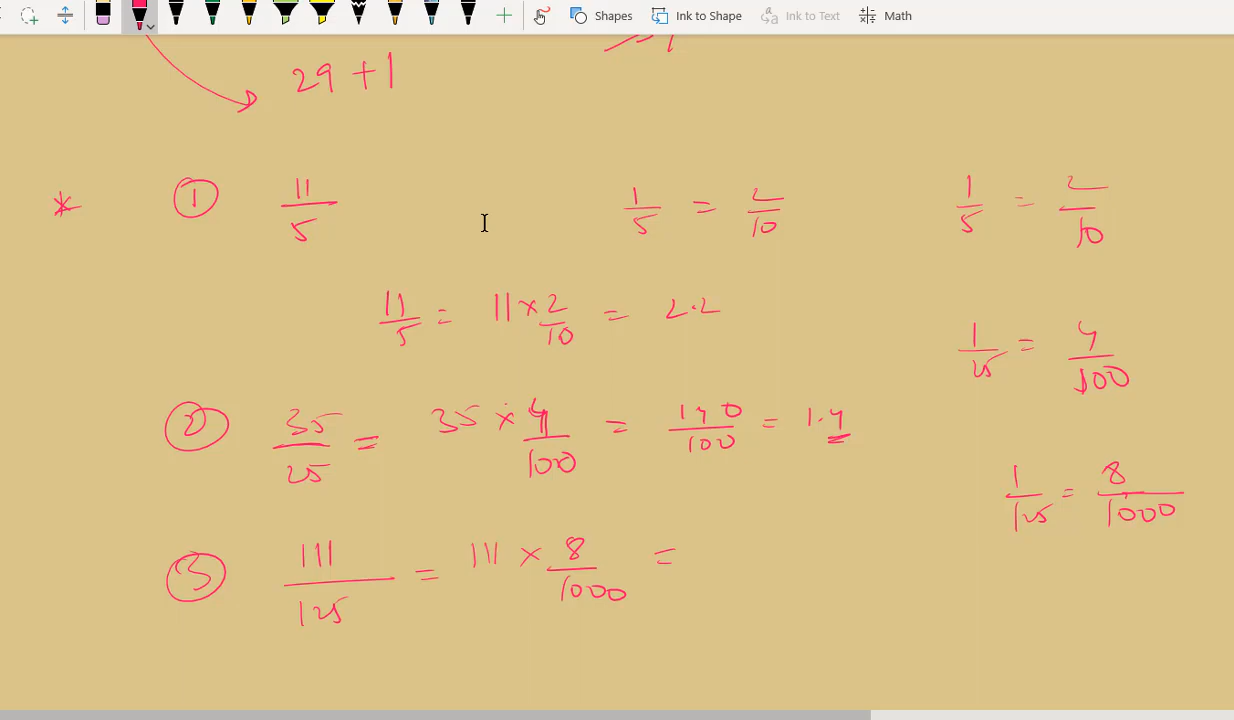 Shapes Ink to Shape Ink to Text Math
29 + 1
* ① 11/5 1/5 = 2/10 1/5 = 2/10
11/5 = 11 × 2/10 = 2.2
1/25 = 4/100
② 35/25 = 35 × 4/100 = 140/100 = 1.4
1/125 = 8/1000
③ 111/125 = 111 × 8/1000 =